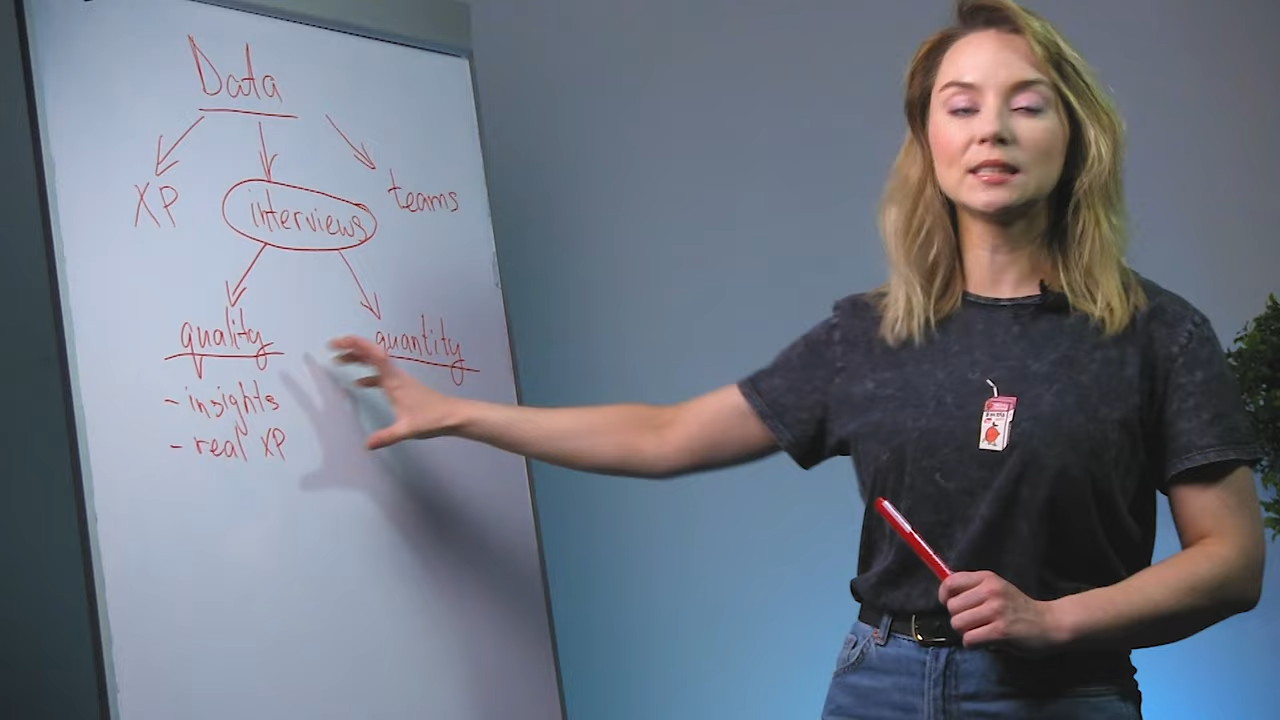 Data
XP
interviews
teams
quality
quantity
- insights
- real XP